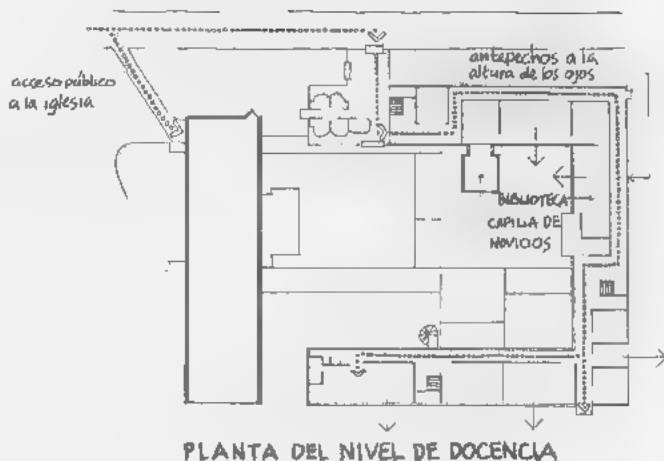 acceso público
a la iglesia
antepechos a la
altura de los ojos
BIBLIOTECA
CAPILLA DE
NOVICIOS
PLANTA DEL NIVEL DE DOCENCIA